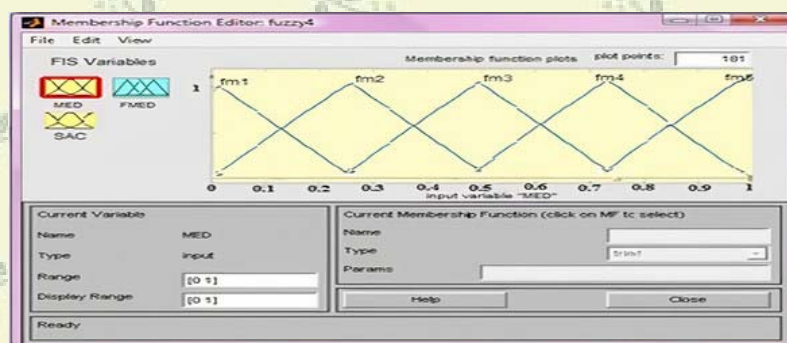 Membership Function Editor: fuzzy4
File Edit View
FIS Variables
Membership function plots plot points: 181
MED FMED
SAC
fm1 fm2 fm3 fm4 fm5
1
0 0.1 0.2 0.3 0.4 0.5 0.6 0.7 0.8 0.9 1
input variable "MED"
Current Variable
Name MED
Type input
Range [0 1]
Display Range [0 1]
Current Membership Function (click on MF to select)
Name
Type trimf
Params
Help Close
Ready